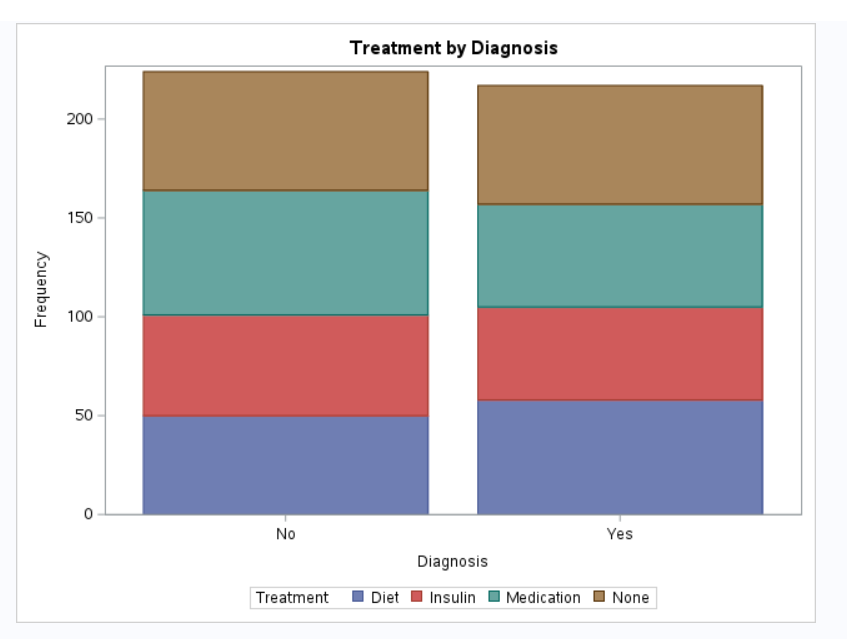 Treatment by Diagnosis
200
150
100
50
0
Frequency
No Yes
Diagnosis
Treatment Diet Insulin Medication None